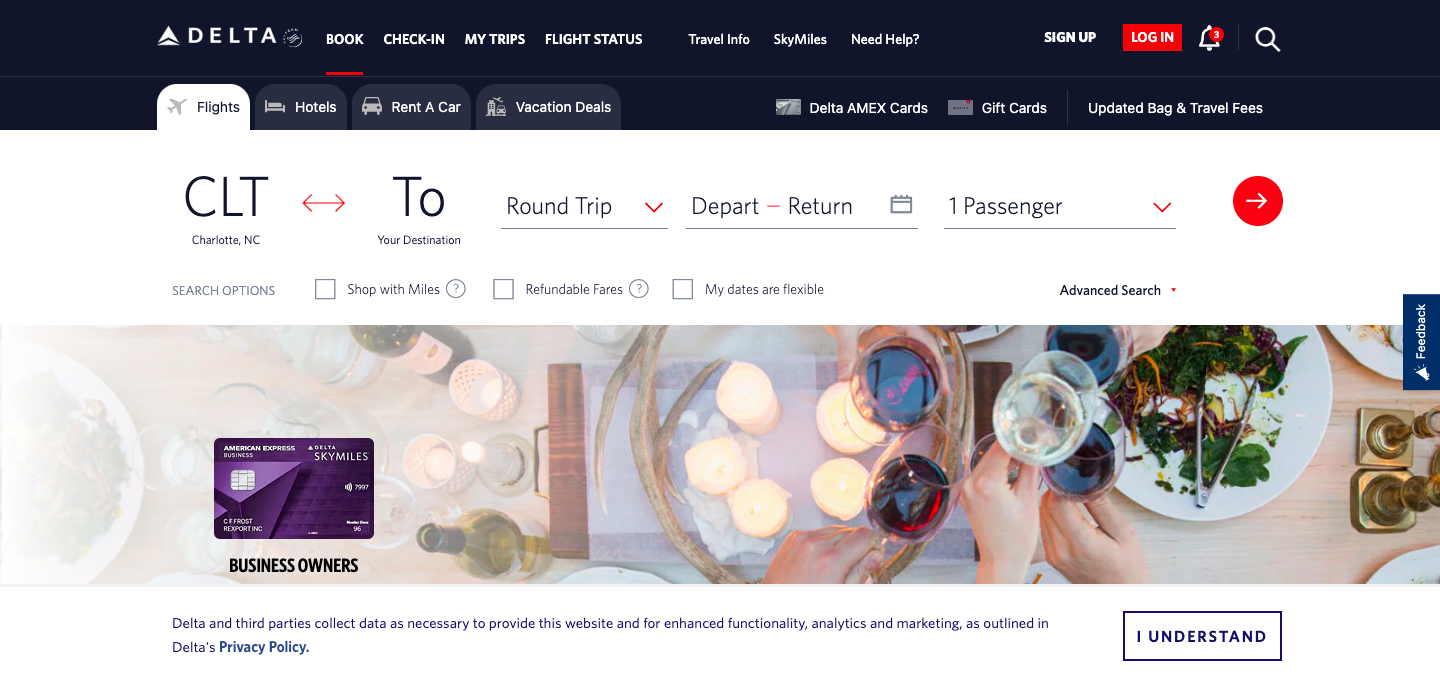 DELTA
BOOK
CHECK-IN
MY TRIPS
FLIGHT STATUS
Travel Info
SkyMiles
Need Help?
SIGN UP
LOG IN
3
Flights
Hotels
Rent A Car
Vacation Deals
Delta AMEX Cards
Gift Cards
Updated Bag & Travel Fees
CLT
Charlotte, NC
To
Your Destination
Round Trip
Depart – Return
1 Passenger
SEARCH OPTIONS
Shop with Miles ?
Refundable Fares ?
My dates are flexible
Advanced Search
Feedback
AMERICAN EXPRESS
BUSINESS
DELTA
SKYMILES
7997
C F FROST
REXPORT INC
Member Since
96
BUSINESS OWNERS
Delta and third parties collect data as necessary to provide this website and for enhanced functionality, analytics and marketing, as outlined in
Delta's Privacy Policy.
I UNDERSTAND